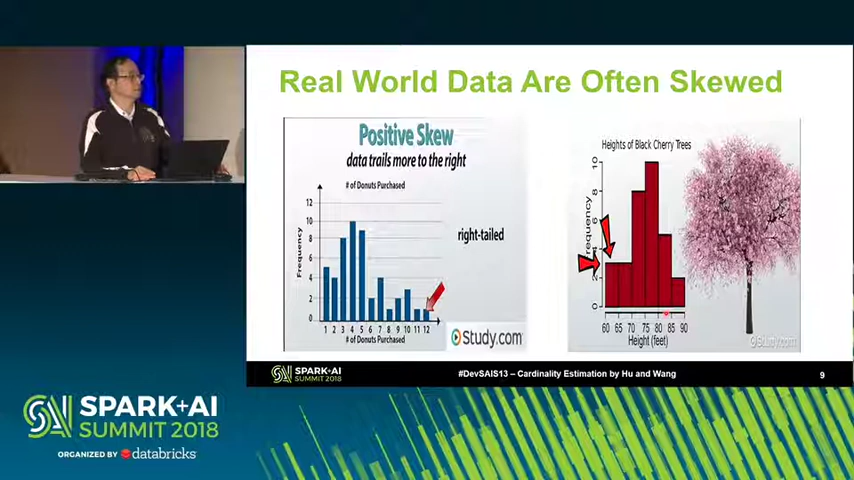 Real World Data Are Often Skewed
Positive Skew
data trails more to the right
# of Donuts Purchased
Frequency
12
10
8
6
4
2
0
1 2 3 4 5 6 7 8 9 10 11 12
# of Donuts Purchased
right-tailed
Study.com
Heights of Black Cherry Trees
Frequency
10
8
6
4
2
0
60 65 70 75 80 85 90
Height (feet)
Study.com
SPARK+AI
SUMMIT 2018
#DevSAIS13 – Cardinality Estimation by Hu and Wang
9
SPARK+AI
SUMMIT 2018
ORGANIZED BY databricks